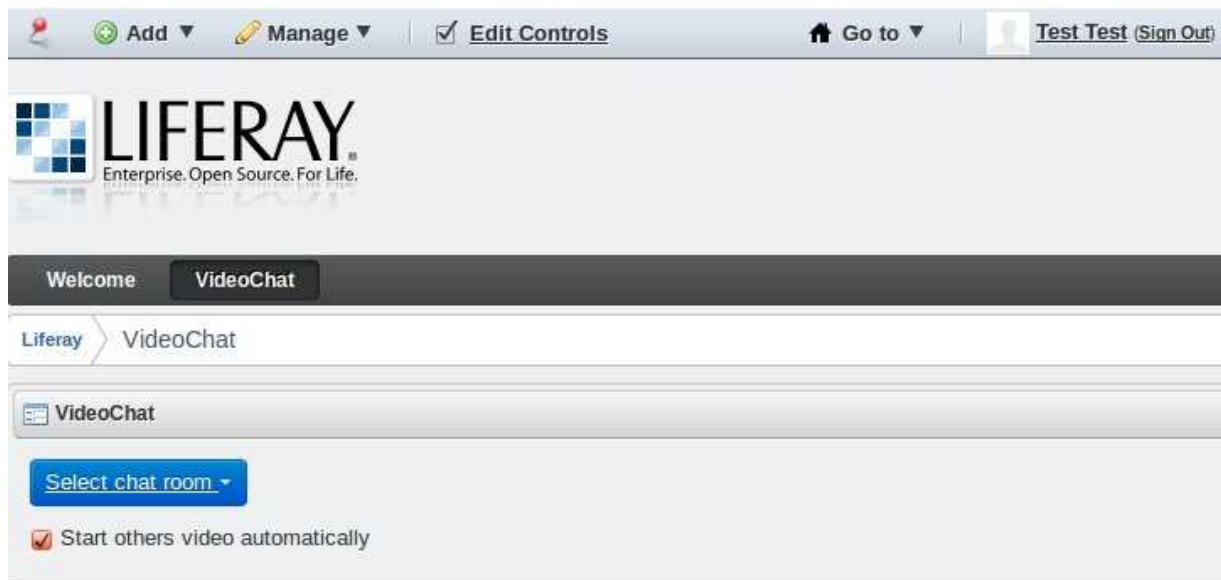 Add ▼ Manage ▼ Edit Controls Go to ▼ Test Test (Sign Out)
LIFERAY.
Enterprise. Open Source. For Life.
Welcome VideoChat
Liferay VideoChat
VideoChat
Select chat room
Start others video automatically